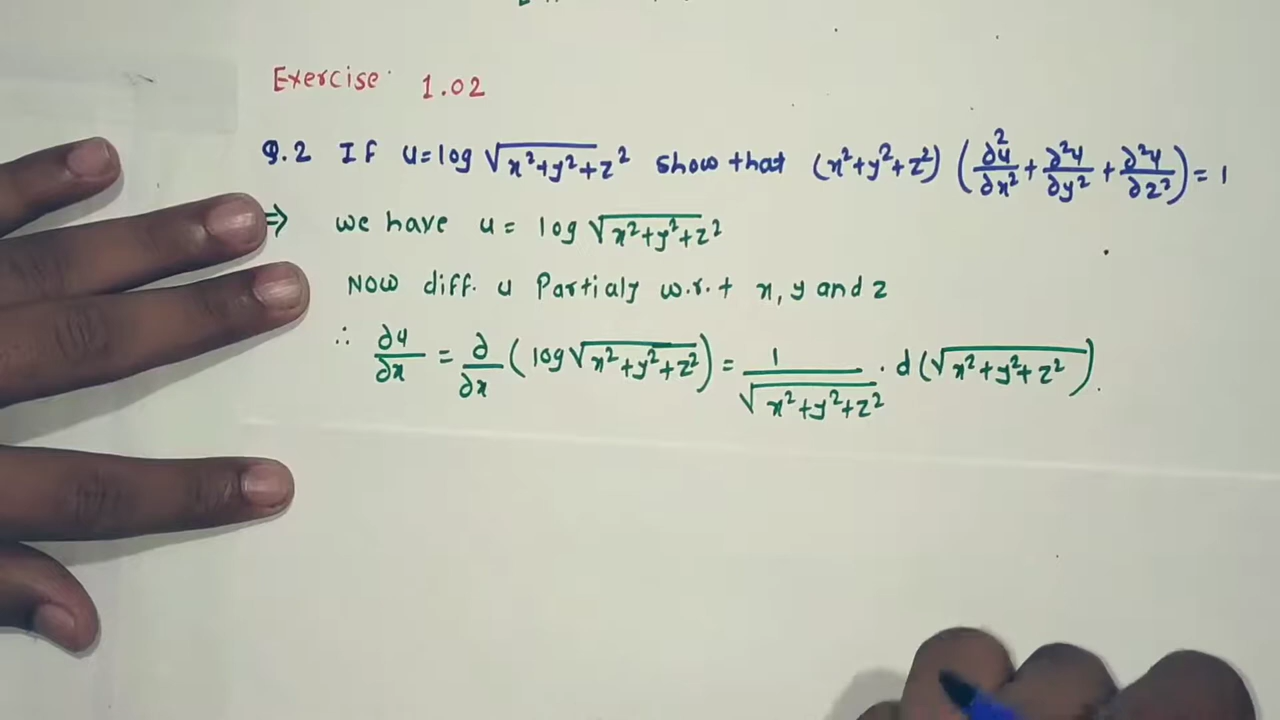 Exercise 1.02
Q.2 If u=log √x²+y²+z² show that (x²+y²+z²) (∂²u/∂x² + ∂²u/∂y² + ∂²u/∂z²) = 1
⇒ we have u = log √x²+y²+z²
Now diff. u Partialy w.r.t x, y and z
∴ ∂u/∂x = ∂/∂x (log √x²+y²+z²) = 1/√x²+y²+z² · d(√x²+y²+z²).